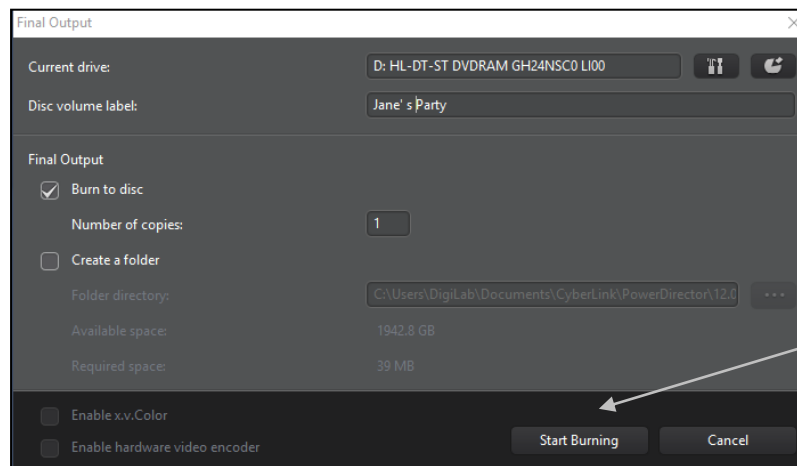 Final Output
Current drive: D: HL-DT-ST DVDRAM GH24NSC0 LI00
Disc volume label: Jane' s Party
Final Output
Burn to disc
Number of copies: 1
Create a folder
Folder directory: C:\Users\DigiLab\Documents\CyberLink\PowerDirector\12.0
Available space: 1942.8 GB
Required space: 39 MB
Enable x.v.Color
Enable hardware video encoder
Start Burning Cancel